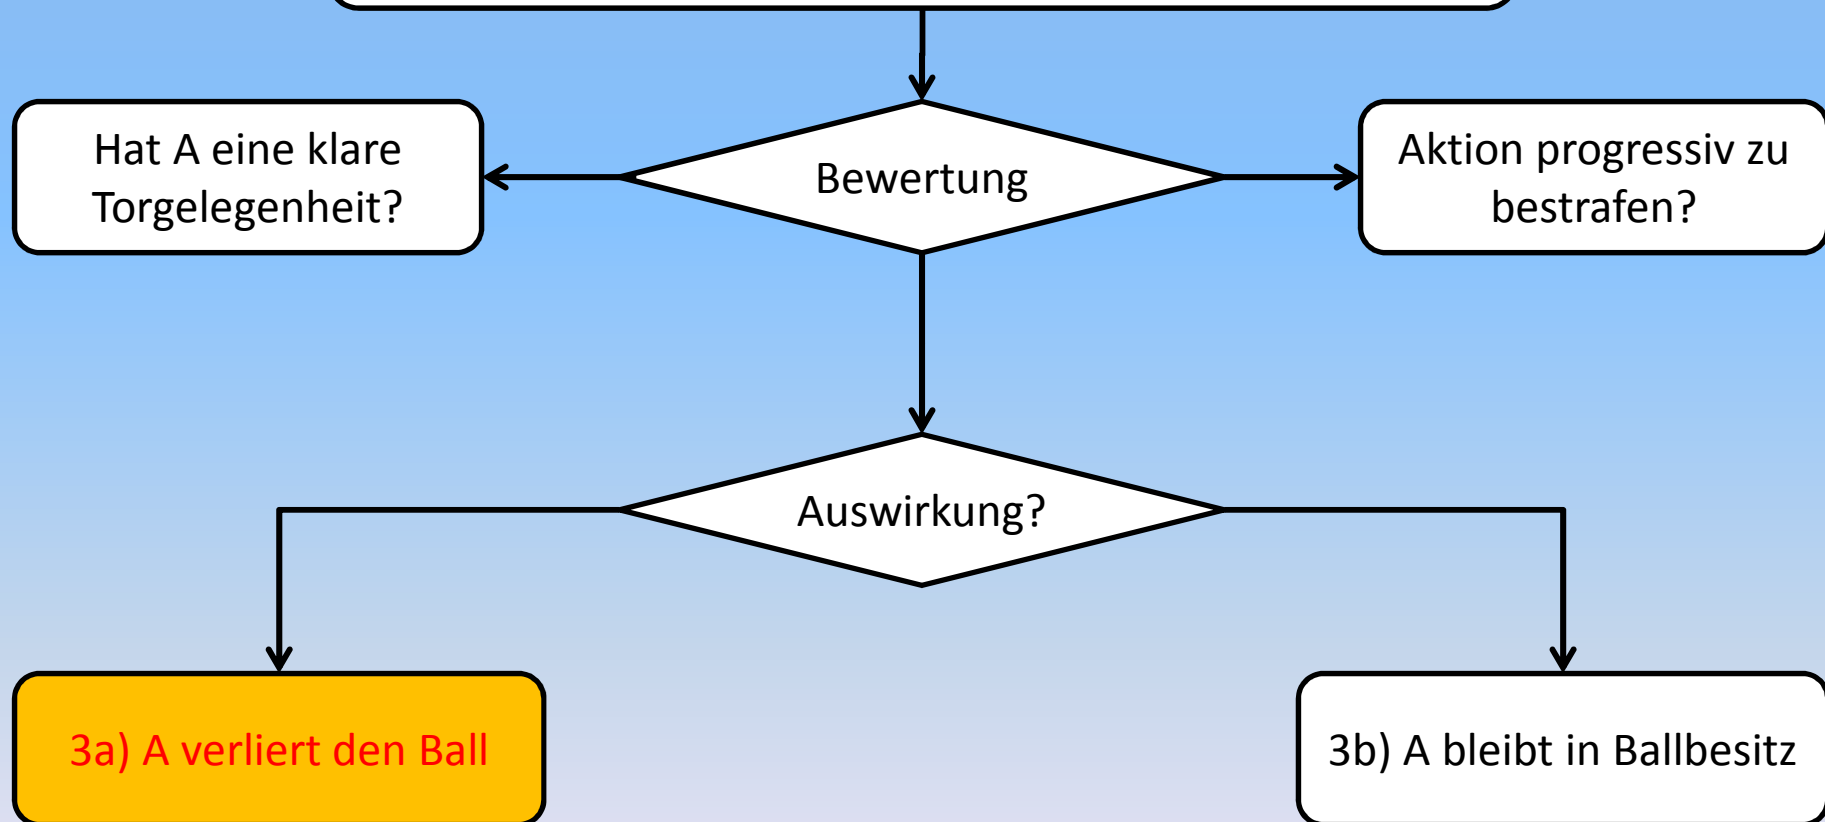 Hat A eine klare
Torgelegenheit?
Bewertung
Aktion progressiv zu
bestrafen?
Auswirkung?
3a) A verliert den Ball
3b) A bleibt in Ballbesitz